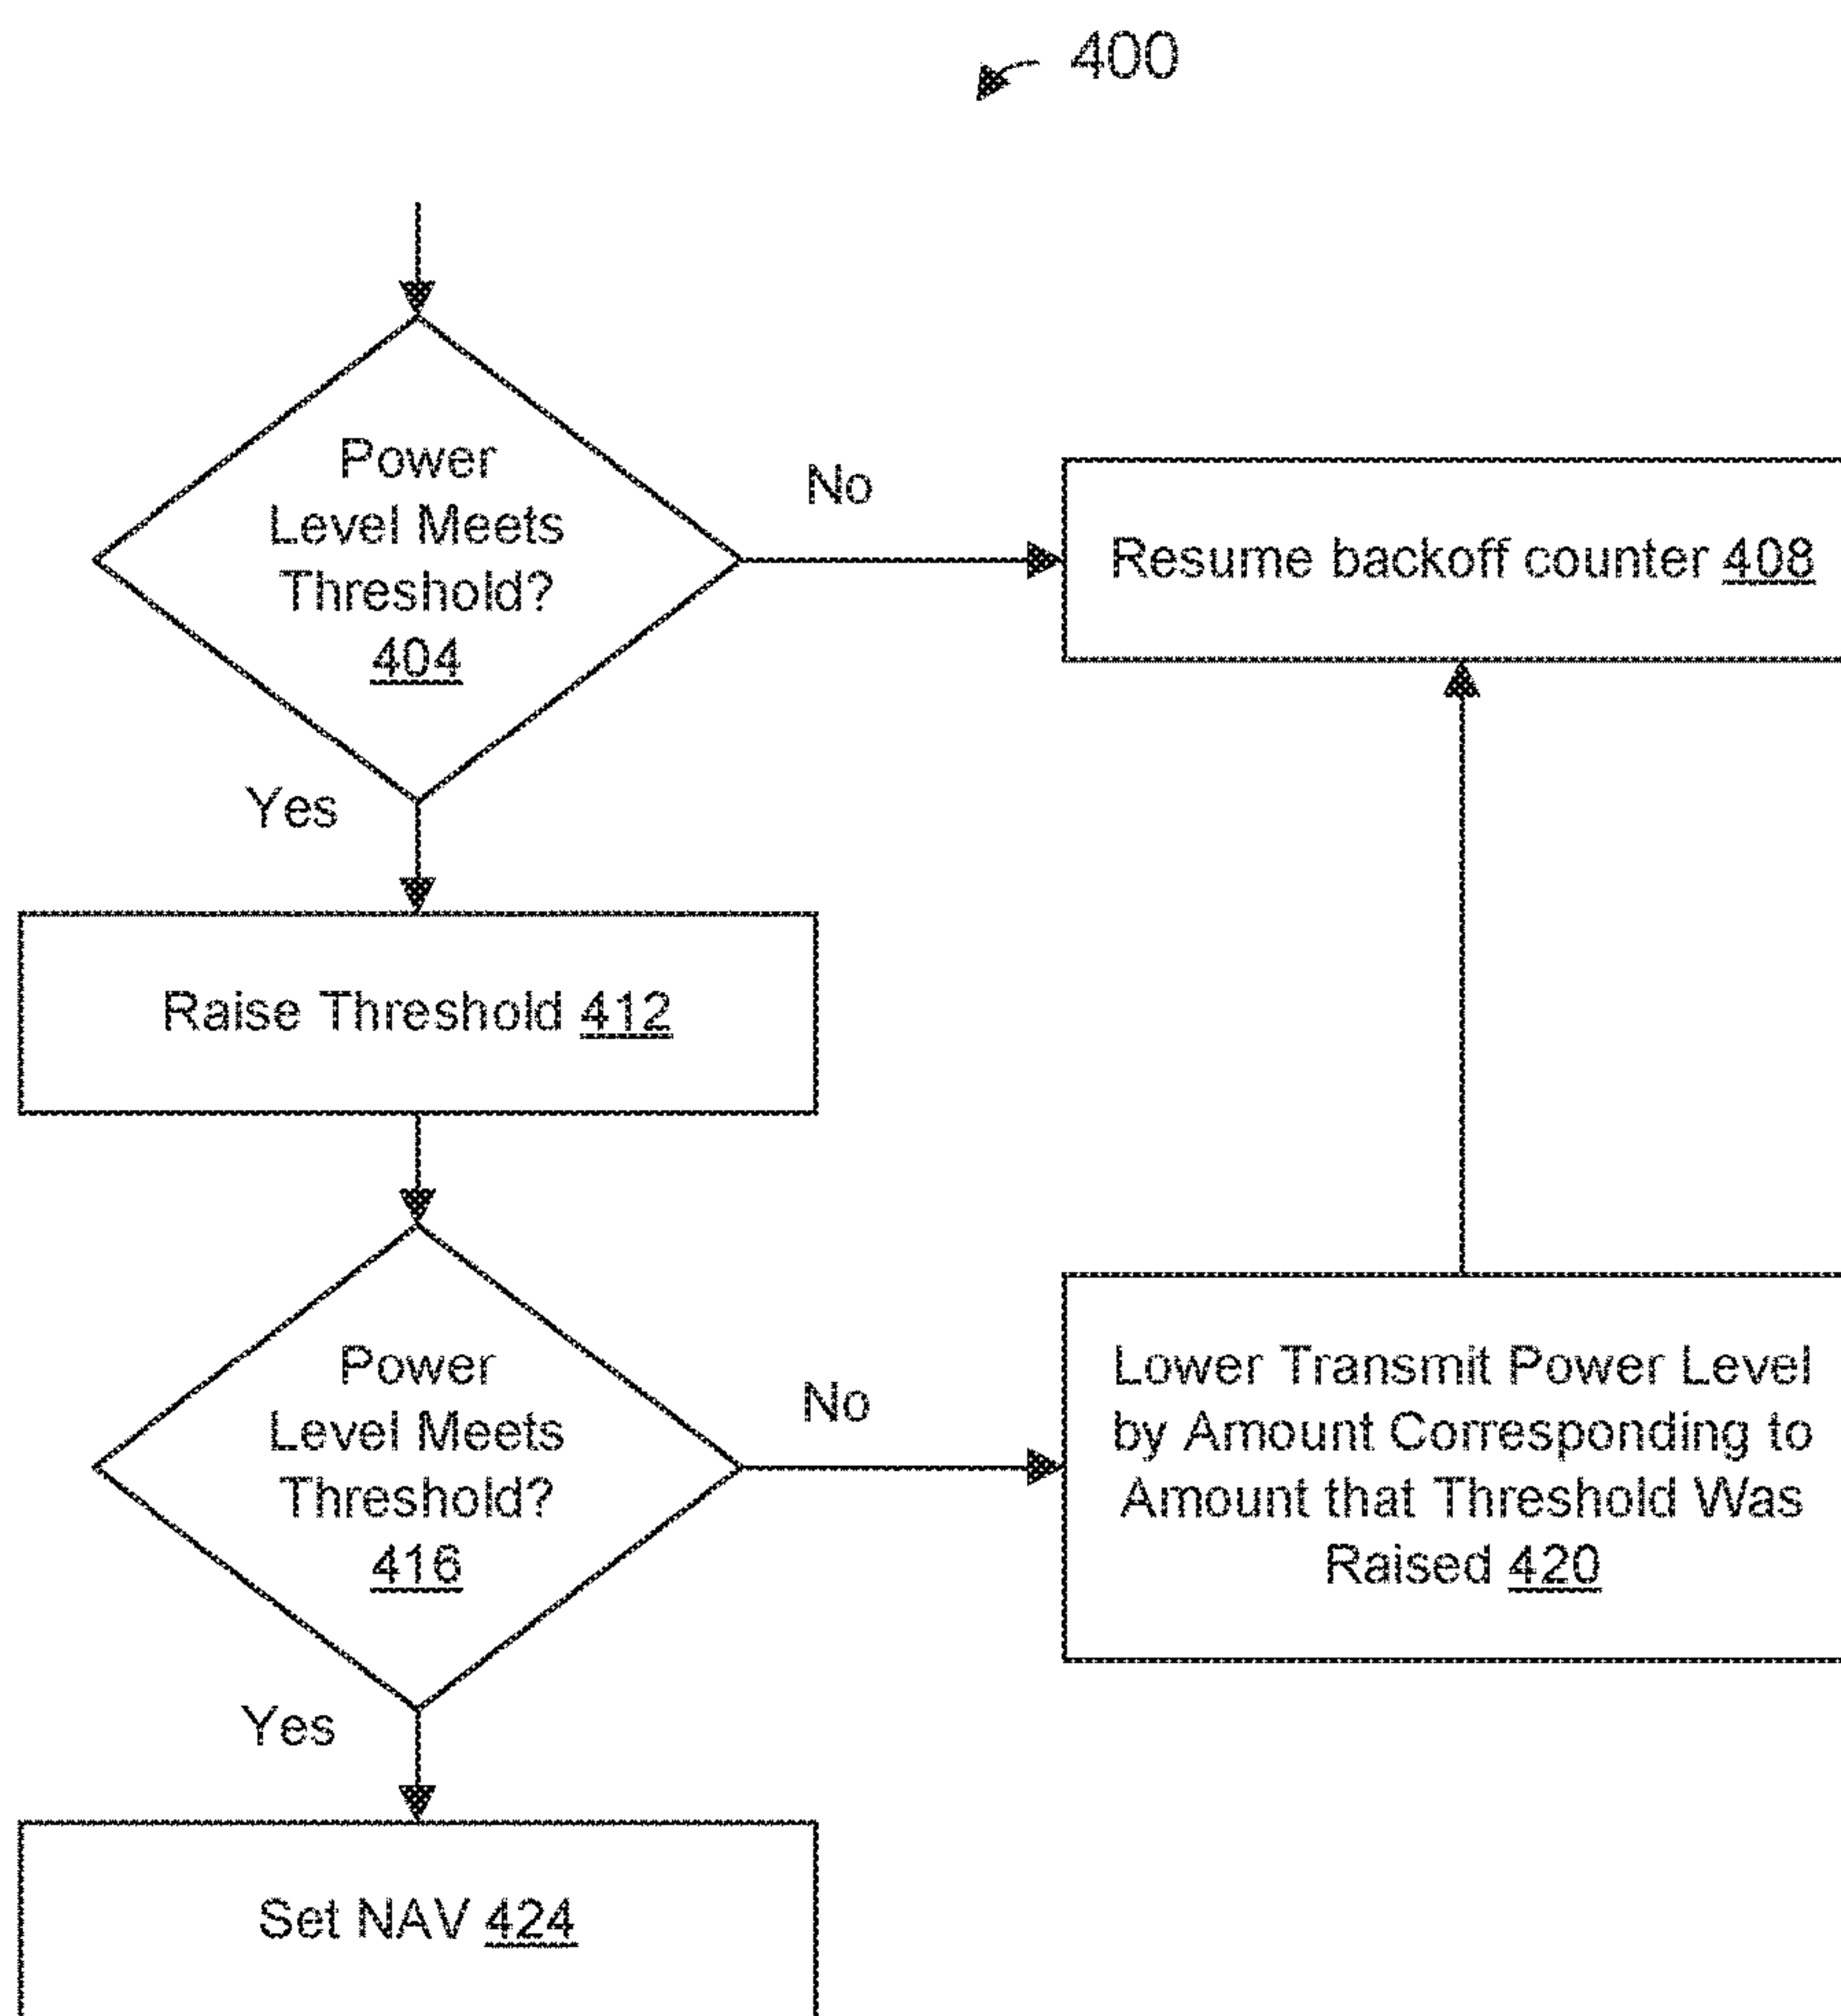 400
Power
Level Meets
Threshold?
404
No
Resume backoff counter 408
Yes
Raise Threshold 412
Power
Level Meets
Threshold?
416
No
Lower Transmit Power Level
by Amount Corresponding to
Amount that Threshold Was
Raised 420
Yes
Set NAV 424